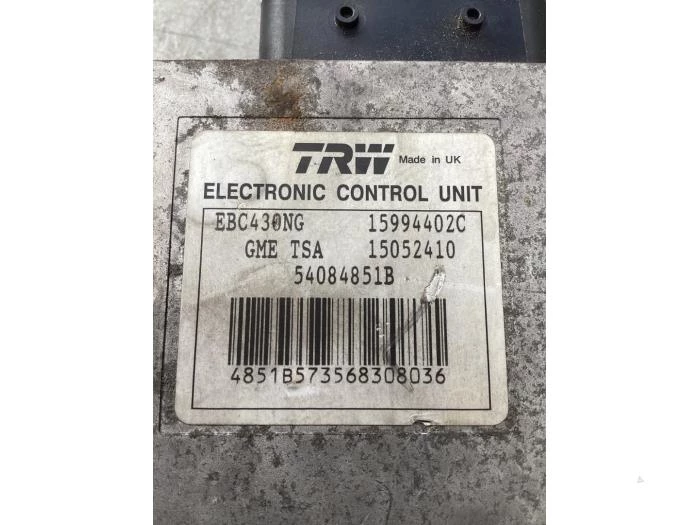 TRW Made in UK
ELECTRONIC CONTROL UNIT
EBC430NG 15994402C
GME TSA 15052410
54084851B
4851B573568308036